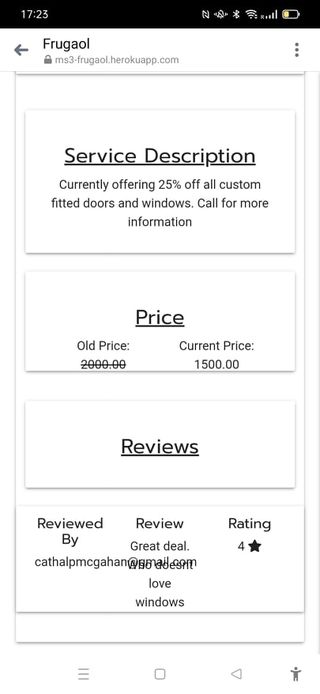 17:23
Frugaol
ms3-frugaol.herokuapp.com
Service Description
Currently offering 25% off all custom
fitted doors and windows. Call for more
information
Price
Old Price:
Current Price:
2000.00
1500.00
Reviews
Reviewed
By
Review
Rating
cathalpmcgahan@gmail.com
Great deal.
Who doesnt
love
windows
4